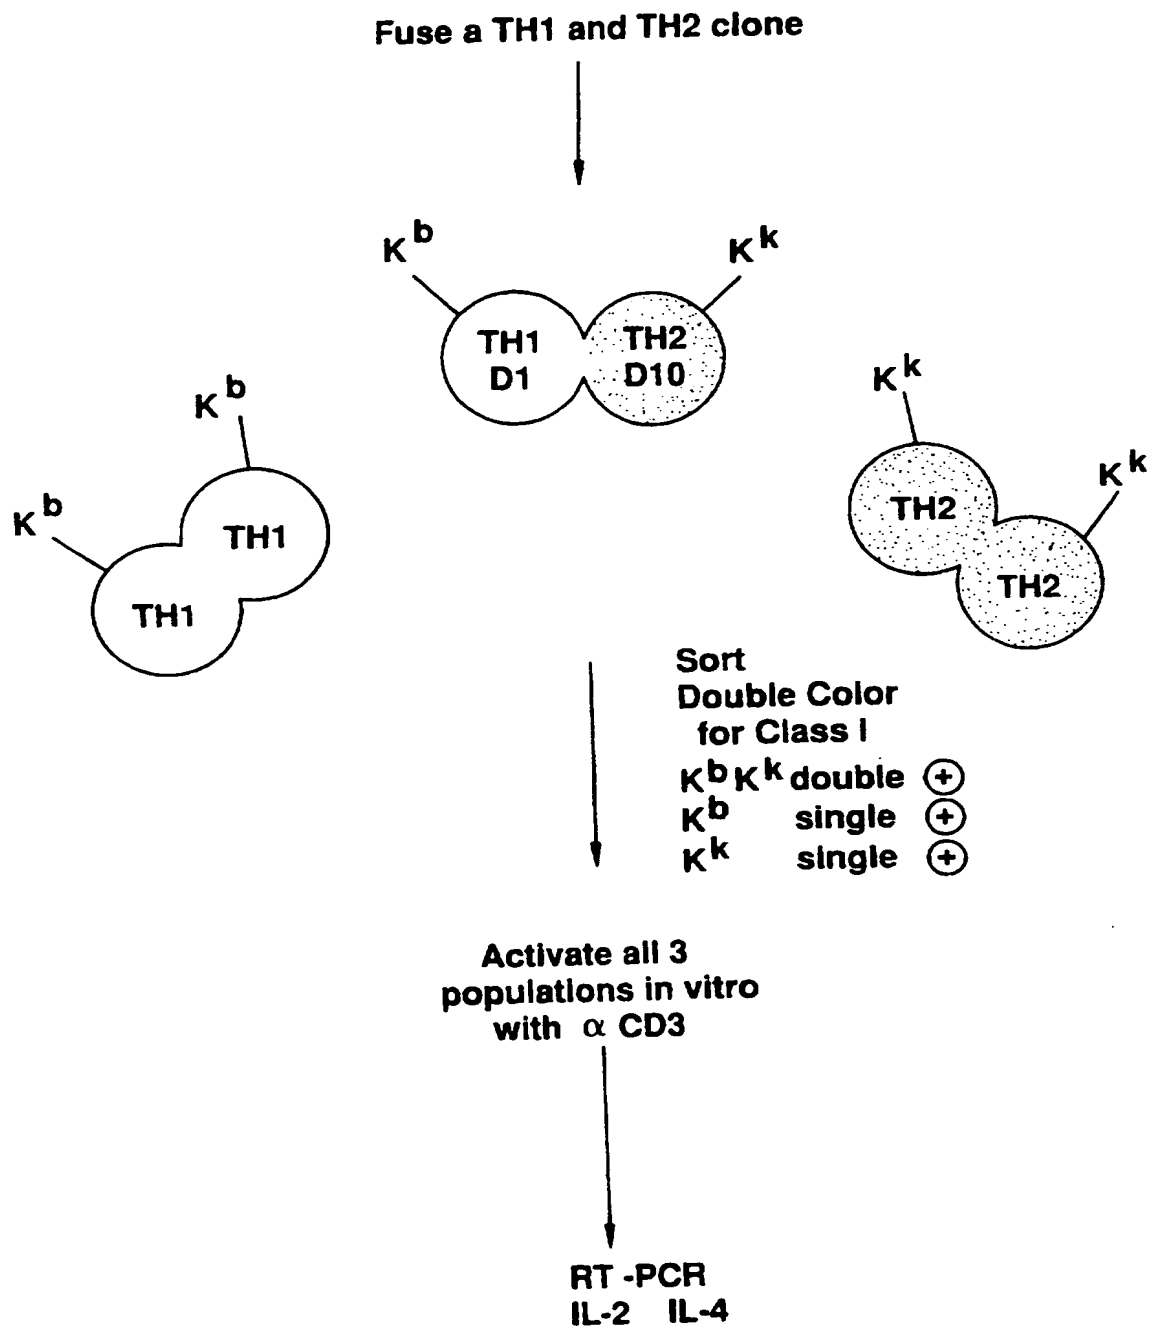 Fuse a TH1 and TH2 clone
K^b
K^k
TH1
D1
TH2
D10
K^b
K^b
TH1
TH1
K^k
K^k
TH2
TH2
Sort
Double Color
for Class I
K^b K^k double ⊕
K^b single ⊕
K^k single ⊕
Activate all 3
populations in vitro
with α CD3
RT -PCR
IL-2 IL-4